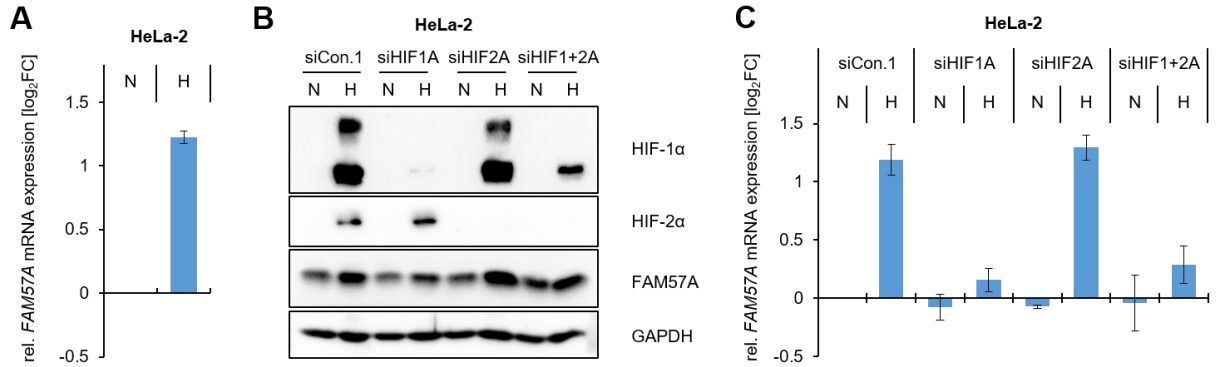 A
HeLa-2
N H
rel. FAM57A mRNA expression [log2FC]
1.5
1
0.5
0
-0.5
B
HeLa-2
siCon.1 siHIF1A siHIF2A siHIF1+2A
N H N H N H N H
HIF-1α
HIF-2α
FAM57A
GAPDH
C
HeLa-2
siCon.1 siHIF1A siHIF2A siHIF1+2A
N H N H N H N H
rel. FAM57A mRNA expression [log2FC]
1.5
1
0.5
0
-0.5